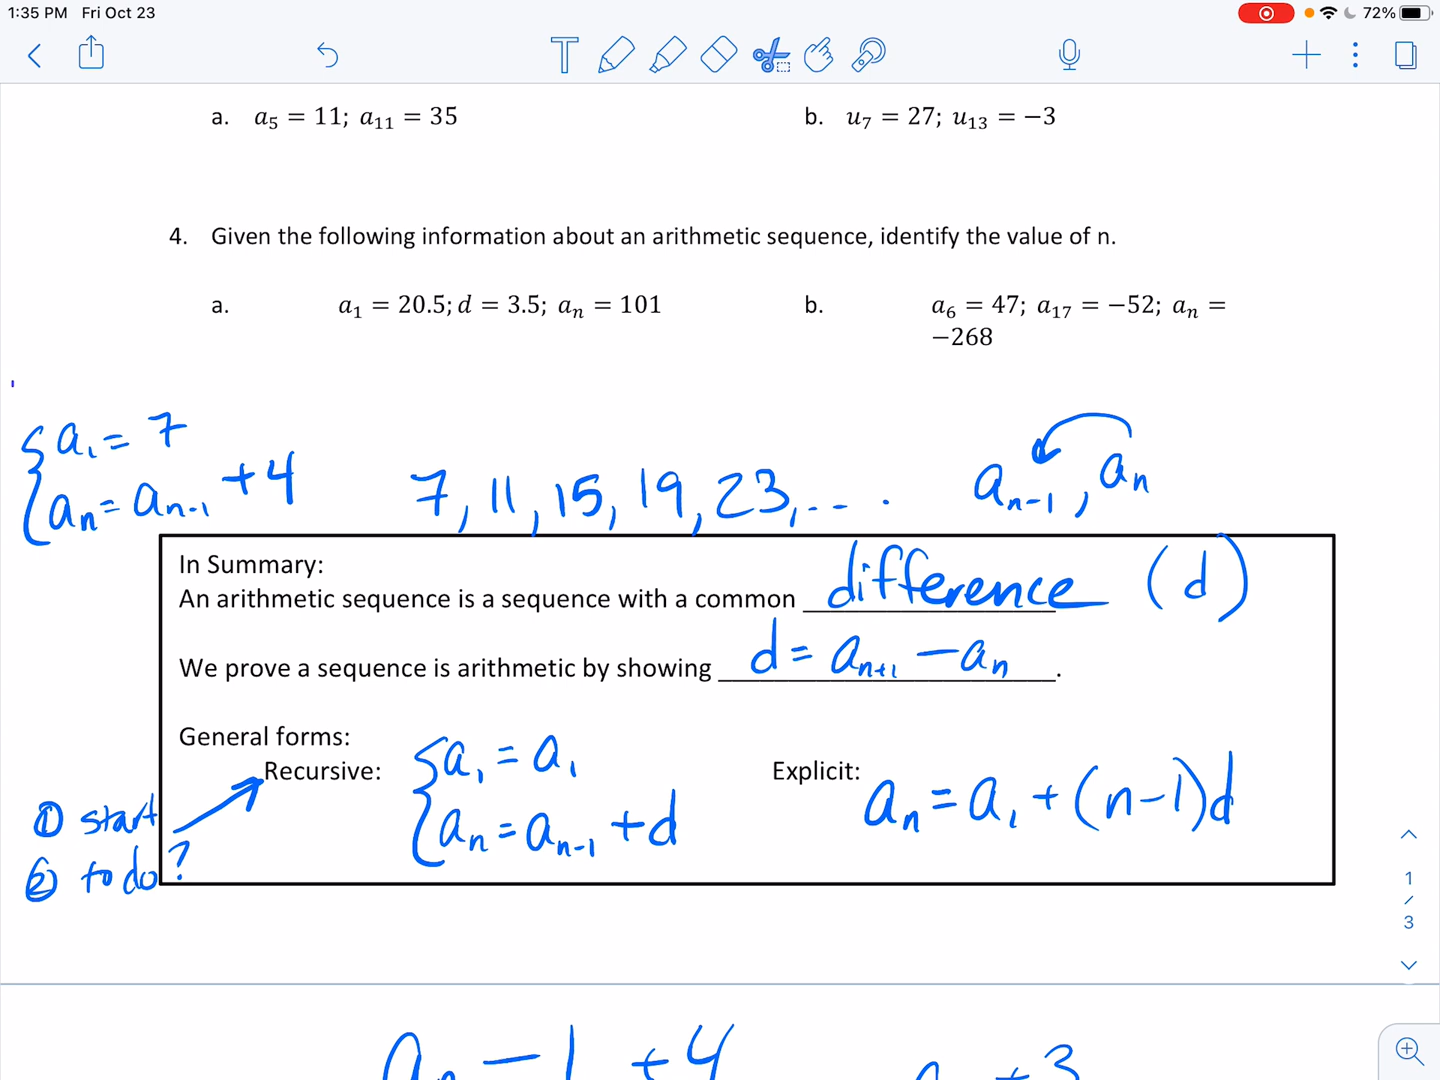 1:35 PM Fri Oct 23 72%
a. a₅ = 11; a₁₁ = 35 b. u₇ = 27; u₁₃ = −3
4. Given the following information about an arithmetic sequence, identify the value of n.
a. a₁ = 20.5; d = 3.5; aₙ = 101 b. a₆ = 47; a₁₇ = −52; aₙ =
−268
{a₁ = 7
aₙ = aₙ₋₁ + 4
7, 11, 15, 19, 23, ... aₙ₋₁, aₙ
In Summary:
An arithmetic sequence is a sequence with a common difference (d)
We prove a sequence is arithmetic by showing d = aₙ₊₁ − aₙ.
General forms:
Recursive: {a₁ = a₁
aₙ = aₙ₋₁ + d
Explicit: aₙ = a₁ + (n−1)d
① start
② to do?
1
/
3
aₙ − 1 + 4
+ 3